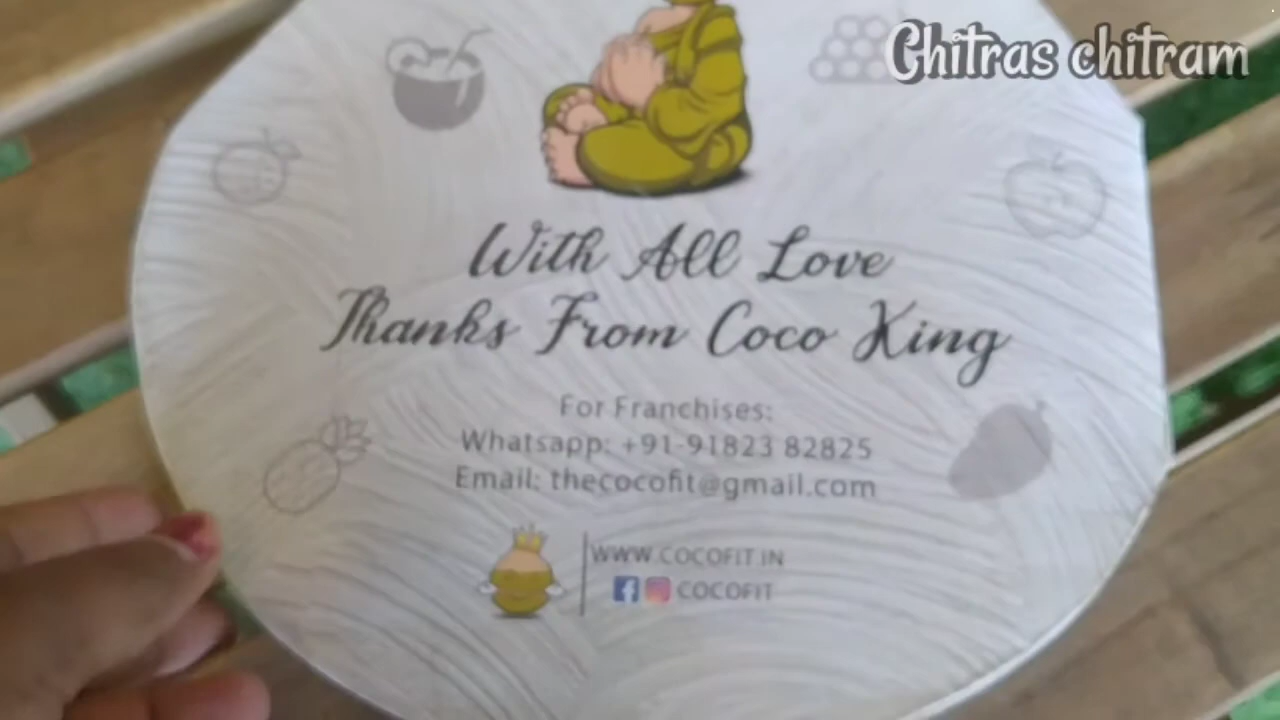 Chitras chitram
With All Love
Thanks From Coco King
For Franchises:
Whatsapp: +91-91823 82825
Email: thecocofit@gmail.com
WWW.COCOFIT.IN
COCOFIT